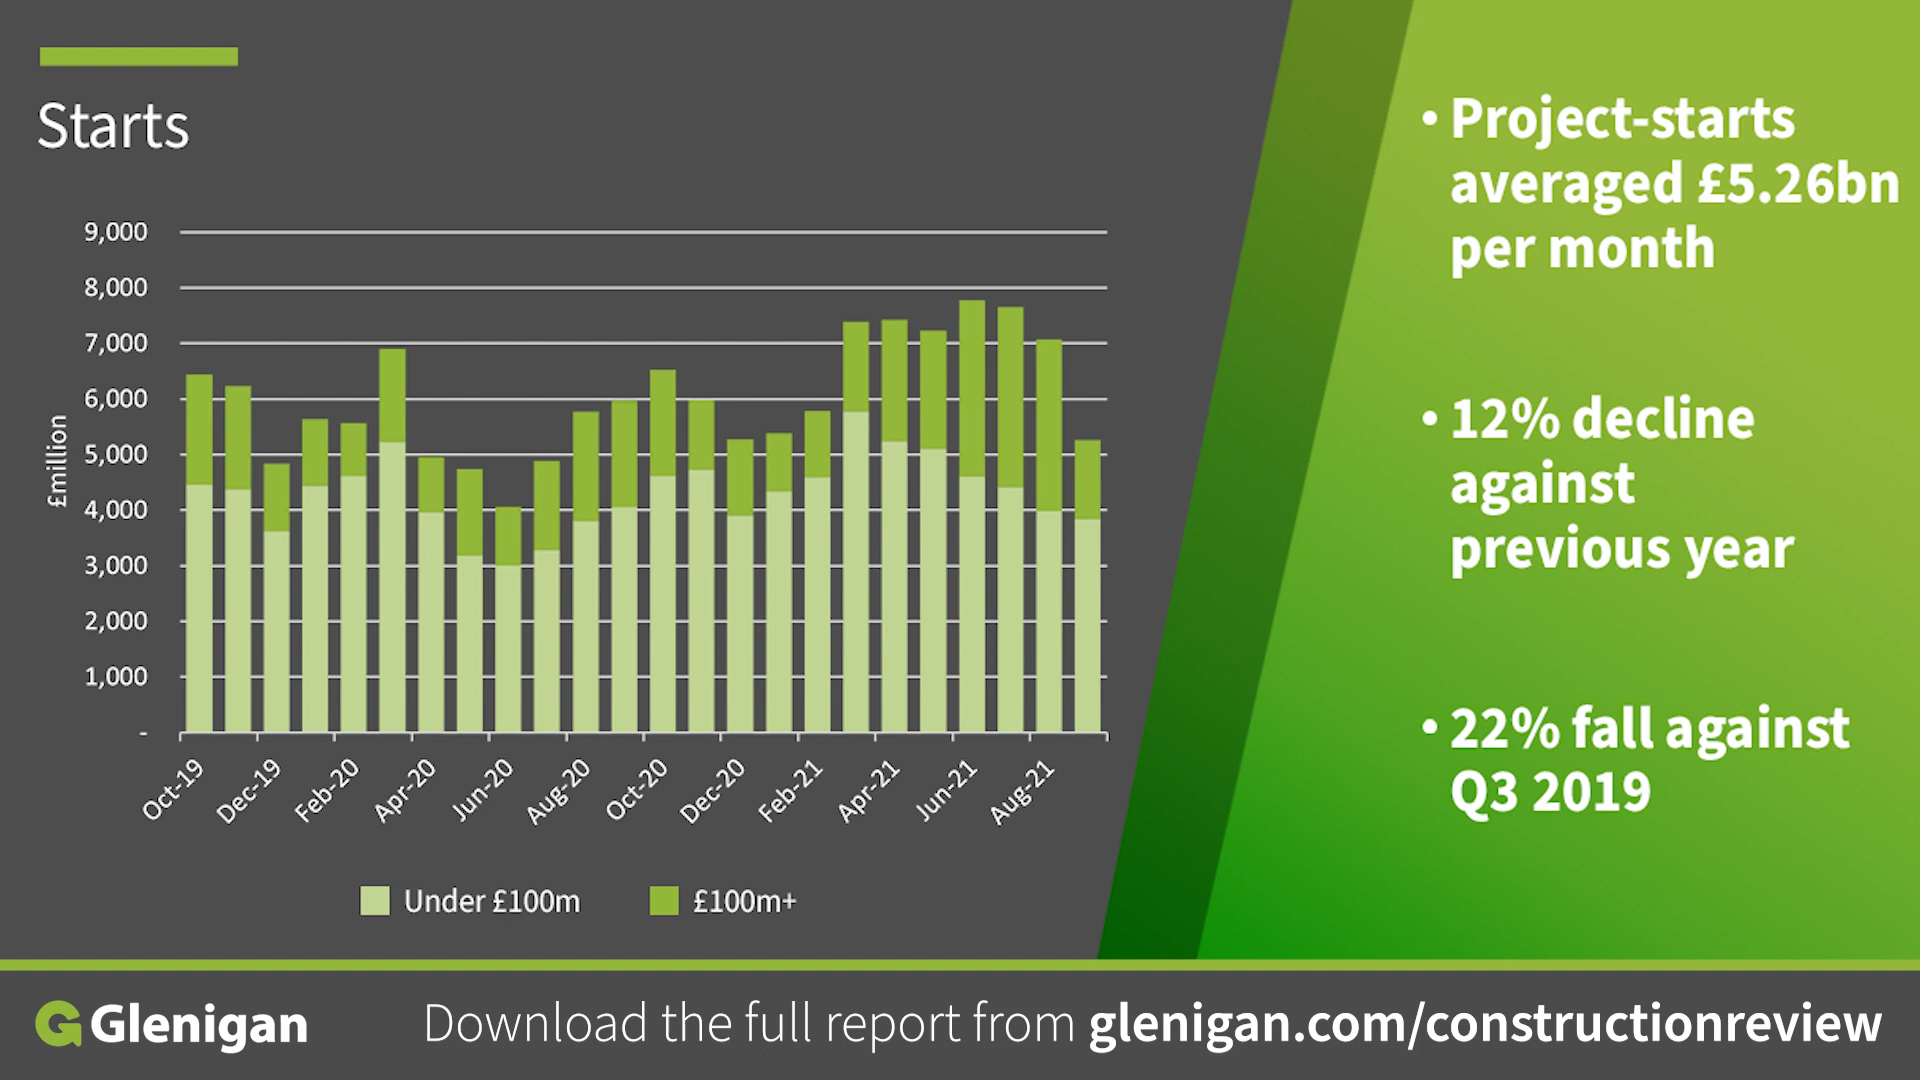 Starts
9,000
8,000
7,000
6,000
5,000
4,000
3,000
2,000
1,000
-
£million
Oct-19
Dec-19
Feb-20
Apr-20
Jun-20
Aug-20
Oct-20
Dec-20
Feb-21
Apr-21
Jun-21
Aug-21
Under £100m
£100m+
• Project-starts
averaged £5.26bn
per month
• 12% decline
against
previous year
• 22% fall against
Q3 2019
Glenigan
Download the full report from glenigan.com/constructionreview